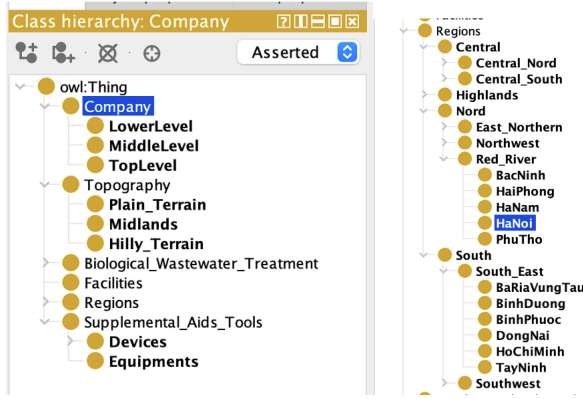 Class hierarchy: Company
Asserted
owl:Thing
Company
LowerLevel
MiddleLevel
TopLevel
Topography
Plain_Terrain
Midlands
Hilly_Terrain
Biological_Wastewater_Treatment
Facilities
Regions
Supplemental_Aids_Tools
Devices
Equipments
Regions
Central
Central_Nord
Central_South
Highlands
Nord
East_Northern
Northwest
Red_River
BacNinh
HaiPhong
HaNam
HaNoi
PhuTho
South
South_East
BaRiaVungTau
BinhDuong
BinhPhuoc
DongNai
HoChiMinh
TayNinh
Southwest